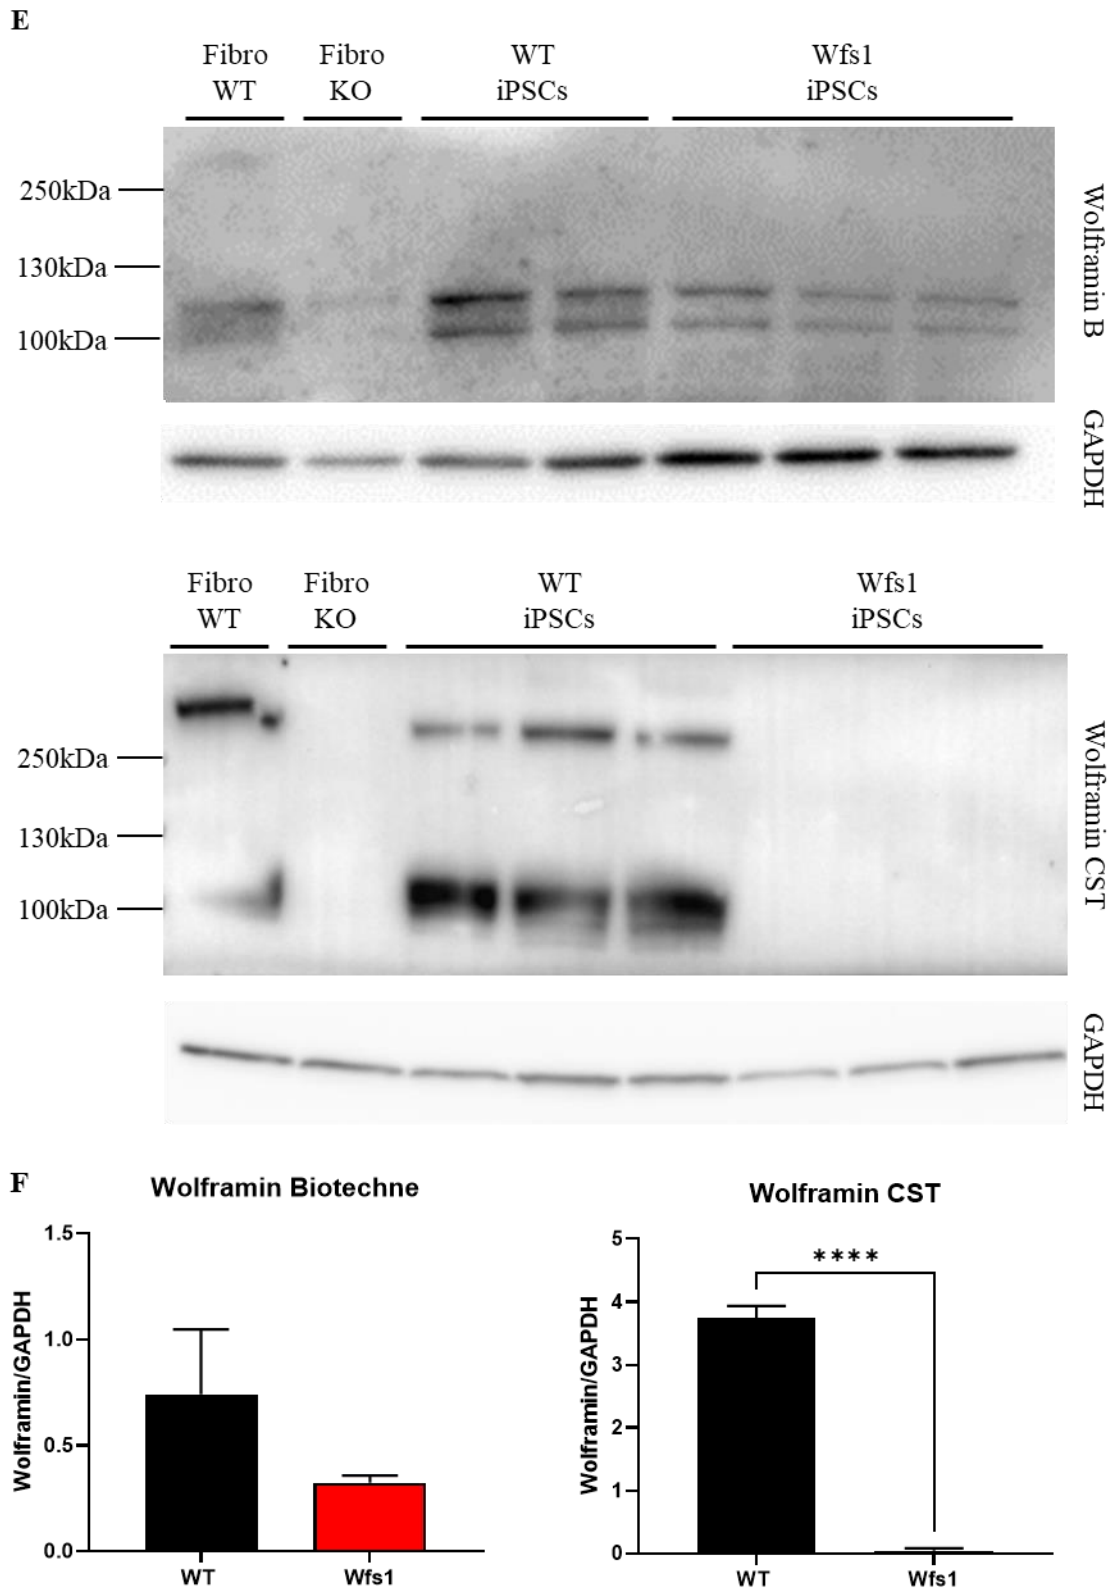 E
Fibro WT
Fibro KO
WT iPSCs
Wfs1 iPSCs
250kDa
130kDa
100kDa
Wolframin B
GAPDH
Fibro WT
Fibro KO
WT iPSCs
Wfs1 iPSCs
250kDa
130kDa
100kDa
Wolframin CST
GAPDH
F
Wolframin Biotechne
Wolframin/GAPDH
1.5
1.0
0.5
0.0
WT
Wfs1
Wolframin CST
Wolframin/GAPDH
5
4
3
2
1
0
****
WT
Wfs1